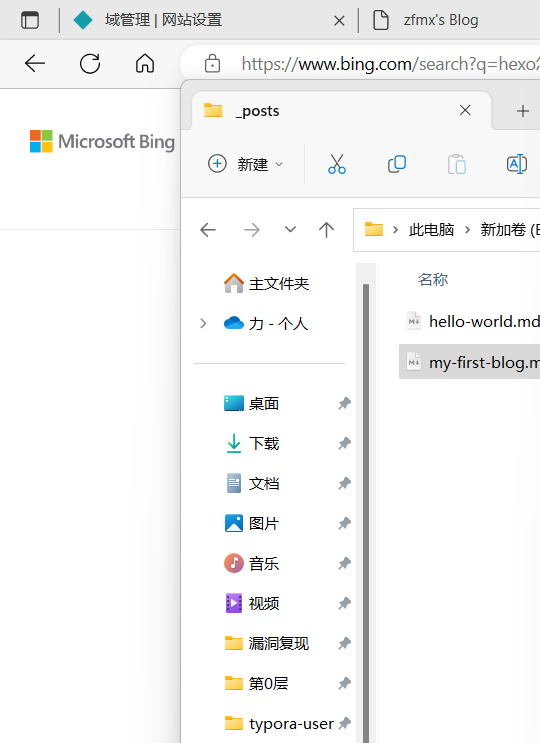 域管理 | 网站设置
zfmx's Blog
https://www.bing.com/search?q=hexo
Microsoft Bing
_posts
新建
此电脑 > 新加卷 (E
名称
主文件夹
力 - 个人
hello-world.md
my-first-blog.m
桌面
下载
文档
图片
音乐
视频
漏洞复现
第0层
typora-user